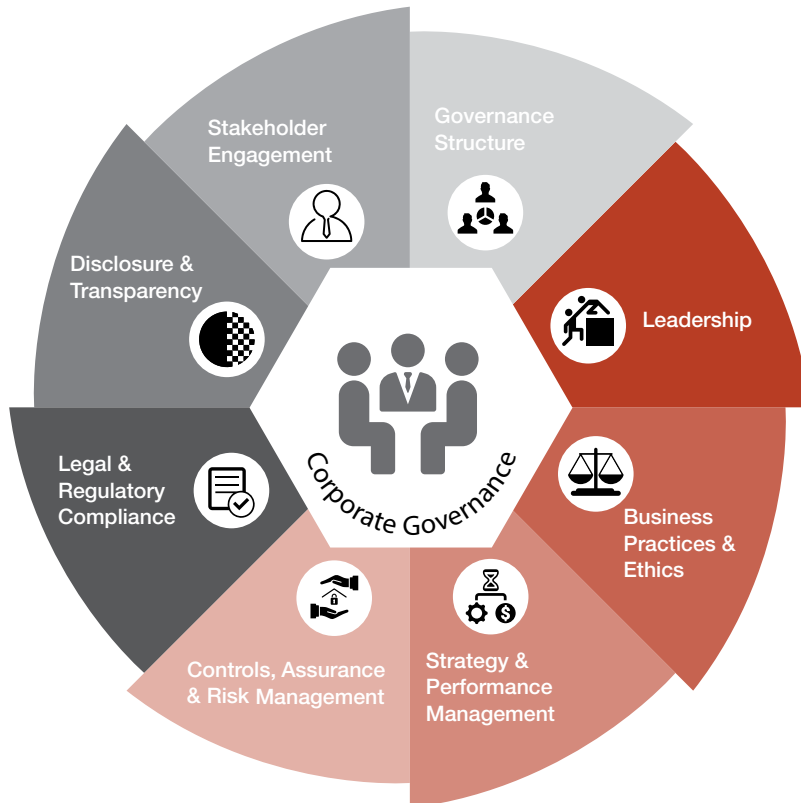 Stakeholder
Engagement
Governance
Structure
Disclosure &
Transparency
Leadership
Corporate Governance
Legal &
Regulatory
Compliance
Business
Practices &
Ethics
Controls, Assurance
& Risk Management
Strategy &
Performance
Management